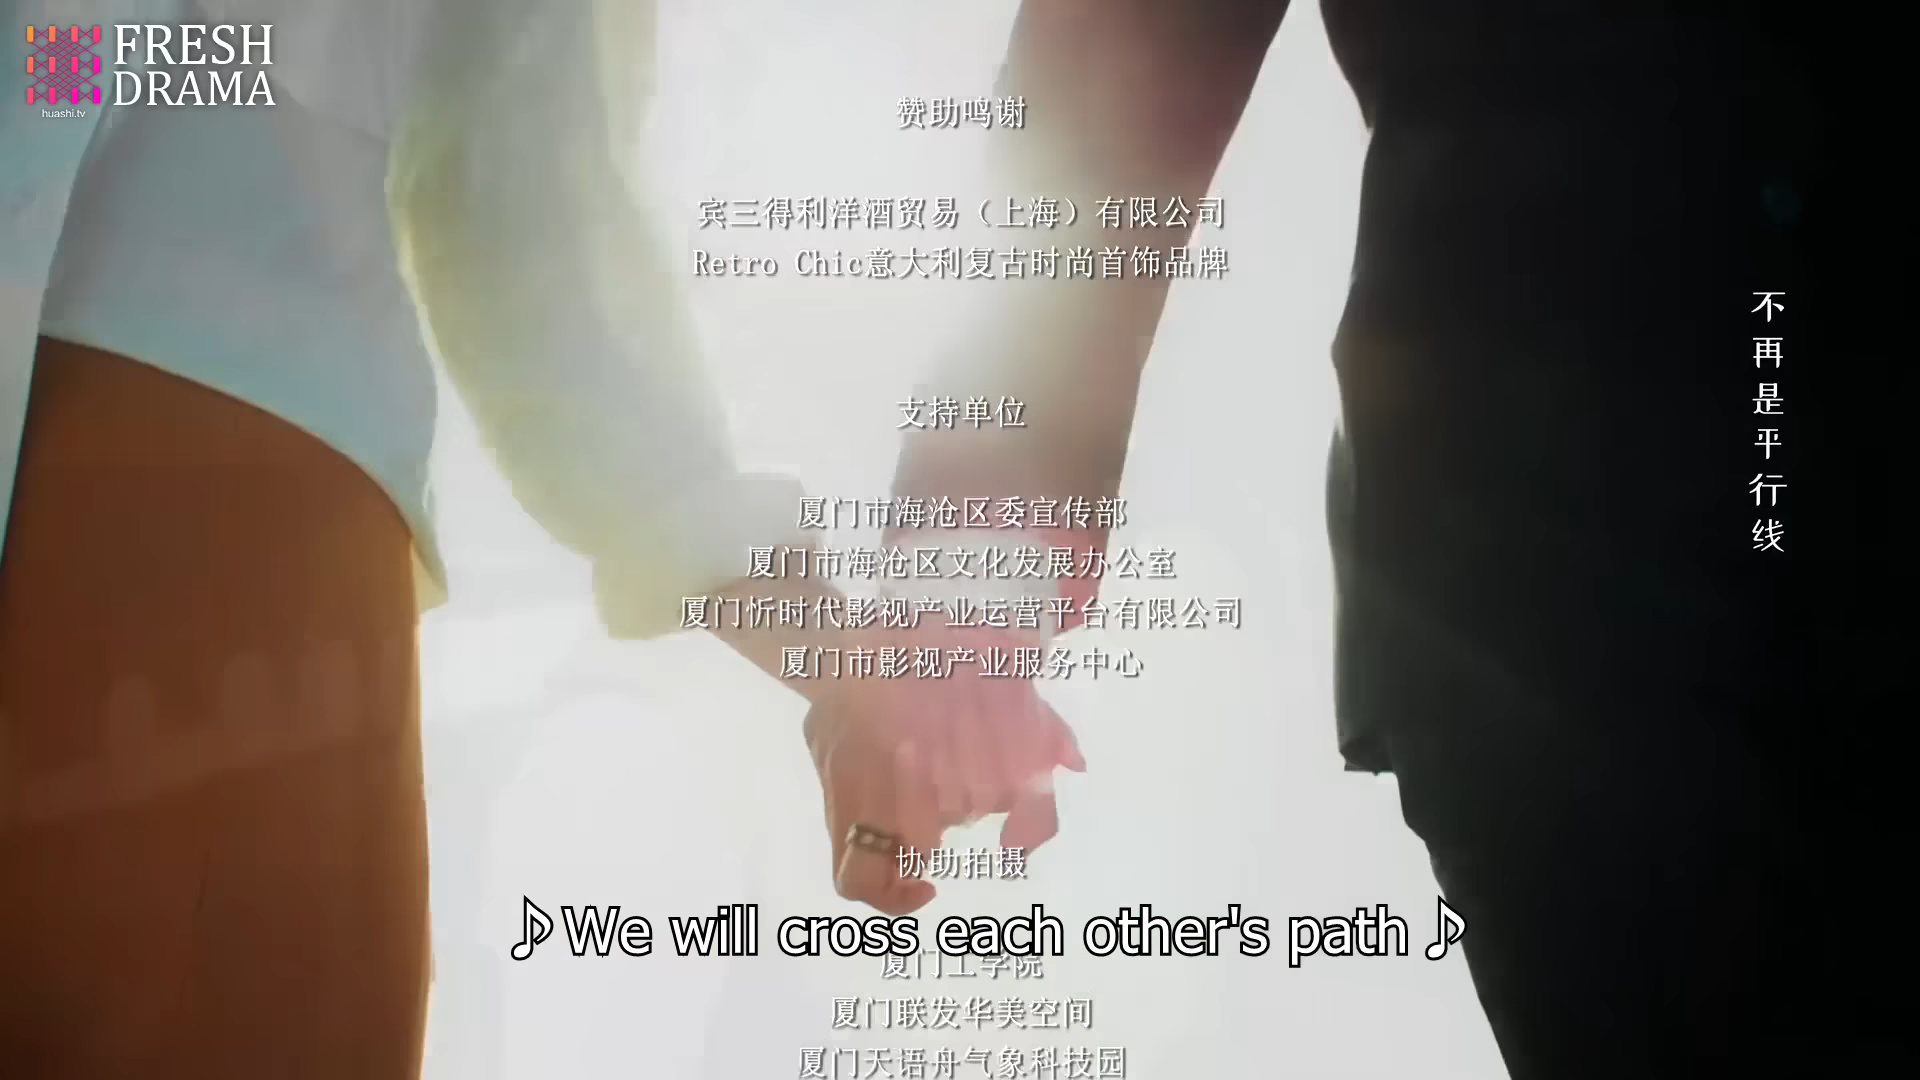 FRESH
DRAMA
huashi.tv
赞助鸣谢
宾三得利洋酒贸易（上海）有限公司
Retro Chic意大利复古时尚首饰品牌
支持单位
厦门市海沧区委宣传部
厦门市海沧区文化发展办公室
厦门忻时代影视产业运营平台有限公司
厦门市影视产业服务中心
协助拍摄
♪We will cross each other's path♪
厦门工学院
厦门联发华美空间
厦门天语舟气象科技园
不再是平行线